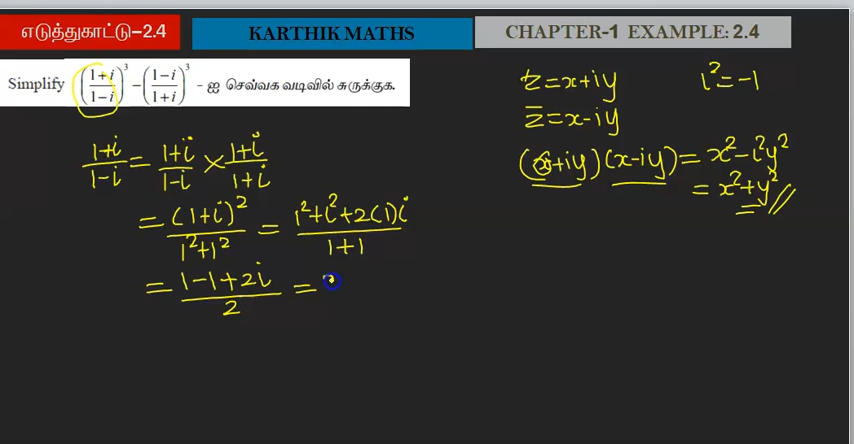 எடுத்துகாட்டு-2.4
KARTHIK MATHS
CHAPTER-1 EXAMPLE: 2.4
Simplify ((1+i)/(1−i))³ − ((1−i)/(1+i))³ - ஐ செவ்வக வடிவில் சுருக்குக.
z = x+iy i² = −1
z̄ = x−iy
(x+iy)(x−iy) = x² − i²y²
= x² + y² //
(1+i)/(1−i) = (1+i)/(1−i) × (1+i)/(1+i)
= (1+i)²/(1²+1²) = (1²+i²+2(1)i)/(1+1)
= (1−1+2i)/2 =